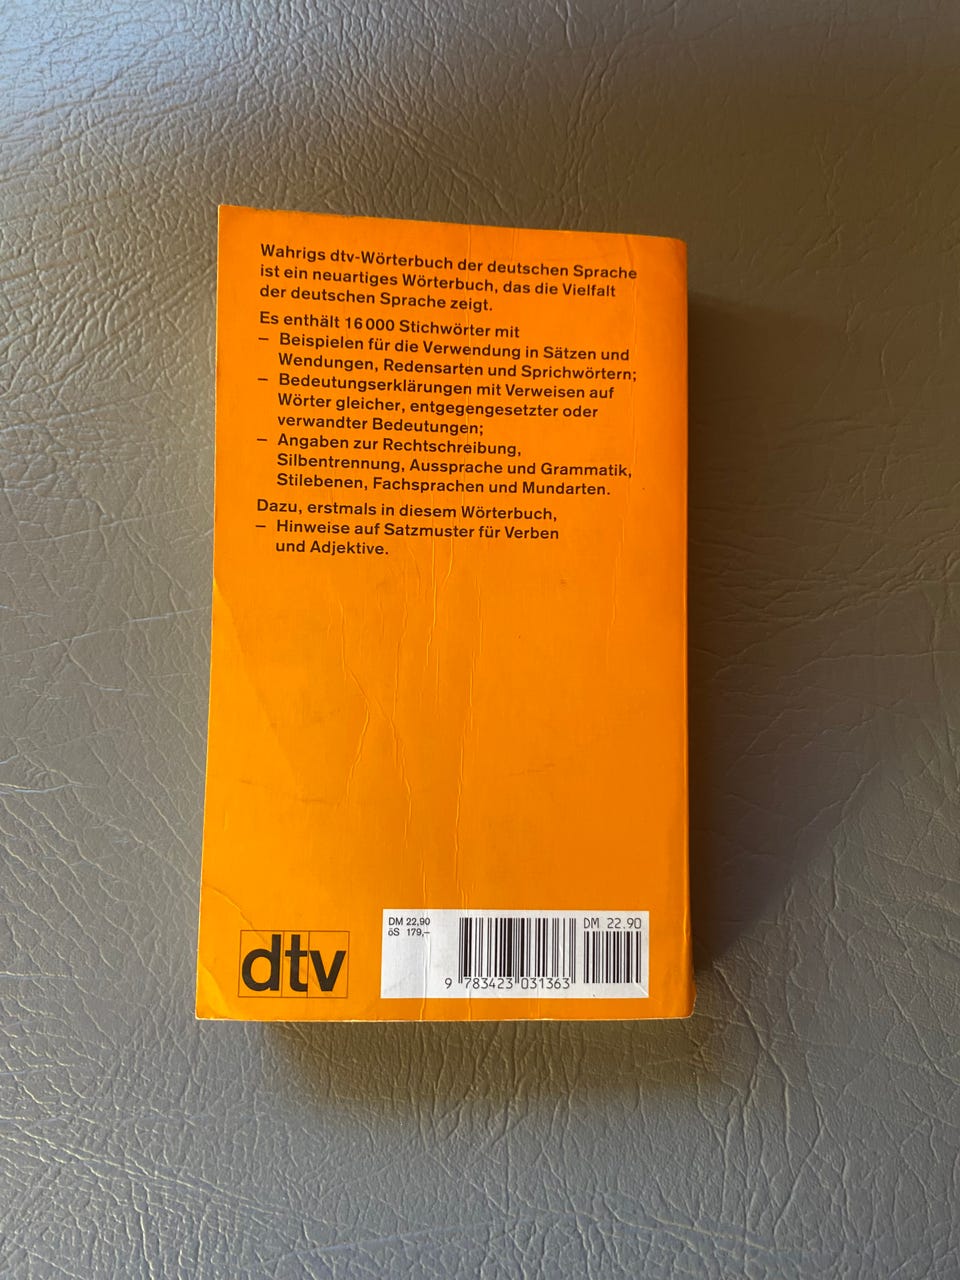 Wahrigs dtv-Wörterbuch der deutschen Sprache
ist ein neuartiges Wörterbuch, das die Vielfalt
der deutschen Sprache zeigt.
Es enthält 16 000 Stichwörter mit
– Beispielen für die Verwendung in Sätzen und
Wendungen, Redensarten und Sprichwörtern;
– Bedeutungserklärungen mit Verweisen auf
Wörter gleicher, entgegengesetzter oder
verwandter Bedeutungen;
– Angaben zur Rechtschreibung,
Silbentrennung, Aussprache und Grammatik,
Stilebenen, Fachsprachen und Mundarten.
Dazu, erstmals in diesem Wörterbuch,
– Hinweise auf Satzmuster für Verben
und Adjektive.
dtv
DM 22,90
öS 179,–
DM 22.90
9 783423 031363